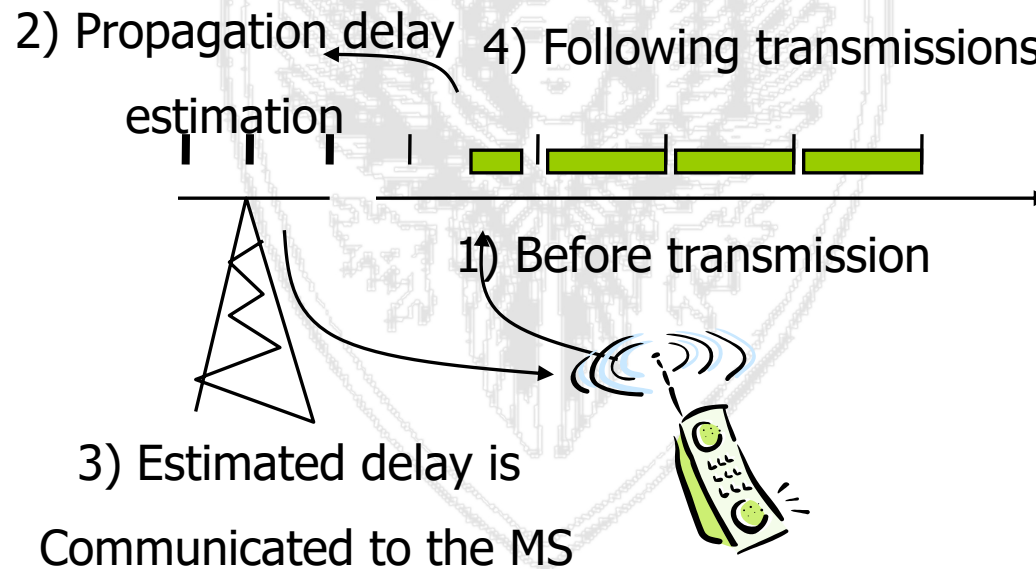 2) Propagation delay
estimation
4) Following transmissions
1) Before transmission
3) Estimated delay is
Communicated to the MS